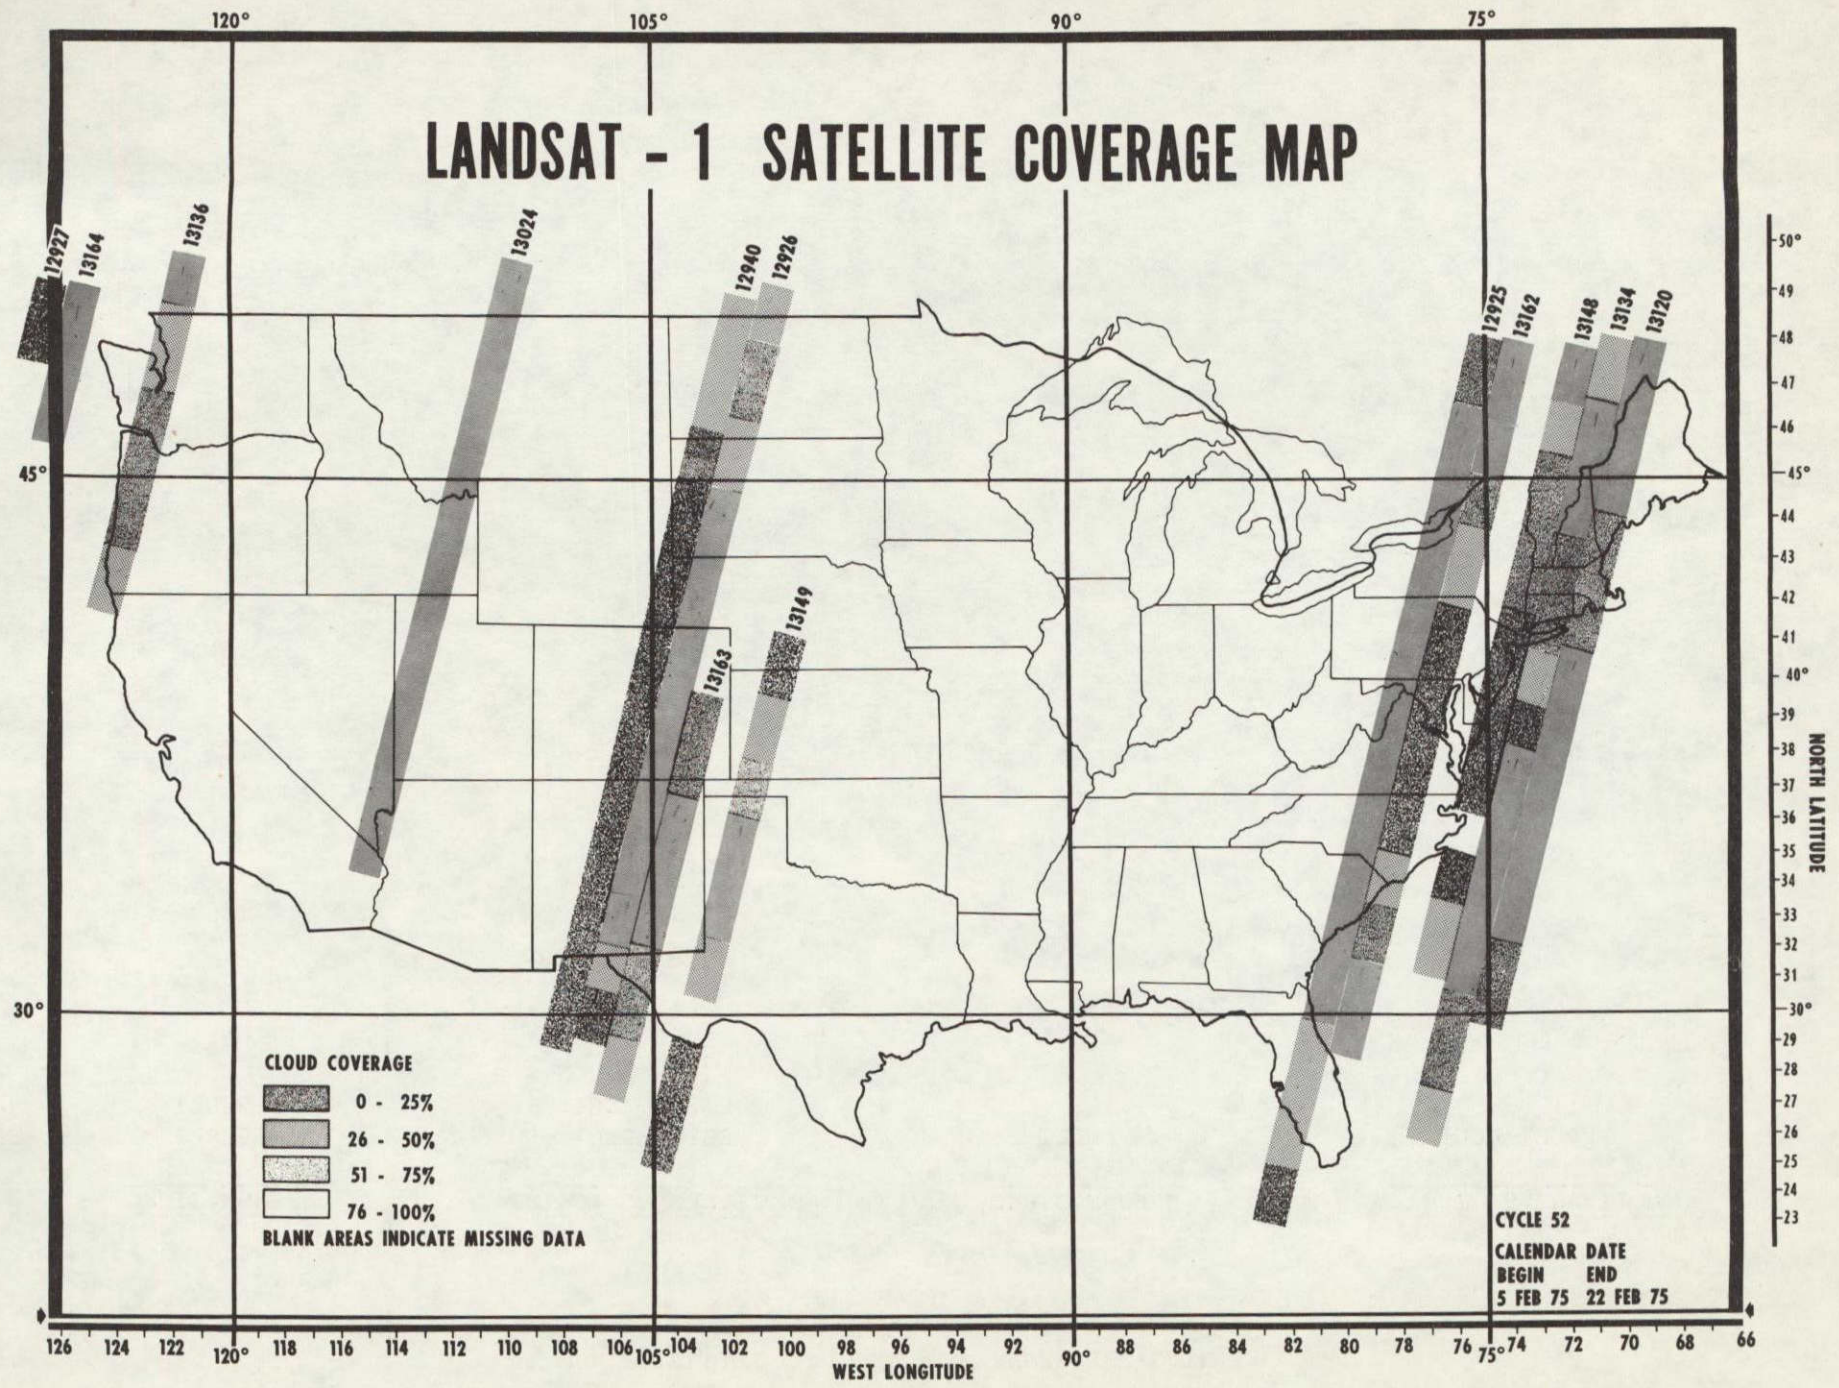 120° 105° 90° 75°
LANDSAT - 1 SATELLITE COVERAGE MAP
12927
13164
13136
13024
12940
12926
12925
13162
13148
13134
13120
13163
13149
45°
30°
50°
49
48
47
46
45°
44
43
42
41
40°
39
38
37
36
35
34
33
32
31
30°
29
28
27
26
25
24
23
NORTH LATITUDE
CLOUD COVERAGE
0 - 25%
26 - 50%
51 - 75%
76 - 100%
BLANK AREAS INDICATE MISSING DATA
CYCLE 52
CALENDAR DATE
BEGIN END
5 FEB 75 22 FEB 75
126 124 122 120° 118 116 114 112 110 108 106 105° 104 102 100 98 96 94 92 90° 88 86 84 82 80 78 76 75° 74 72 70 68 66
WEST LONGITUDE